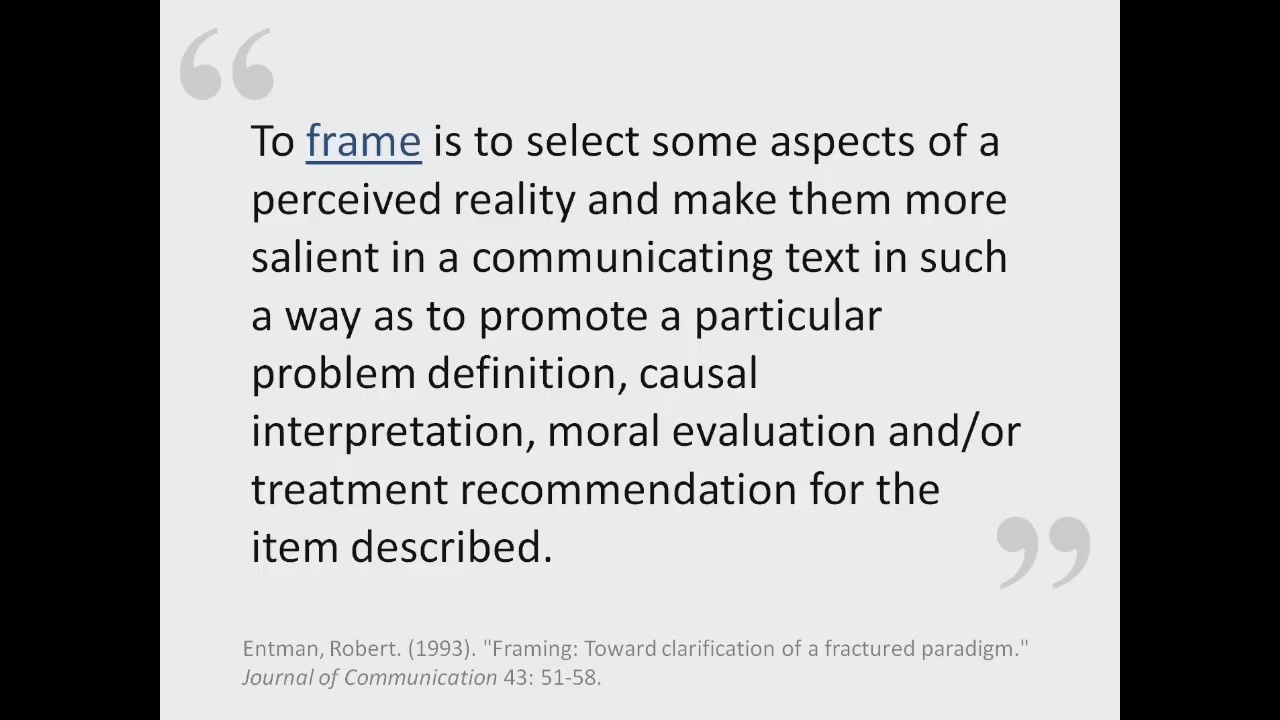 “
To frame is to select some aspects of a
perceived reality and make them more
salient in a communicating text in such
a way as to promote a particular
problem definition, causal
interpretation, moral evaluation and/or
treatment recommendation for the
item described.
”
Entman, Robert. (1993). "Framing: Toward clarification of a fractured paradigm."
Journal of Communication 43: 51-58.